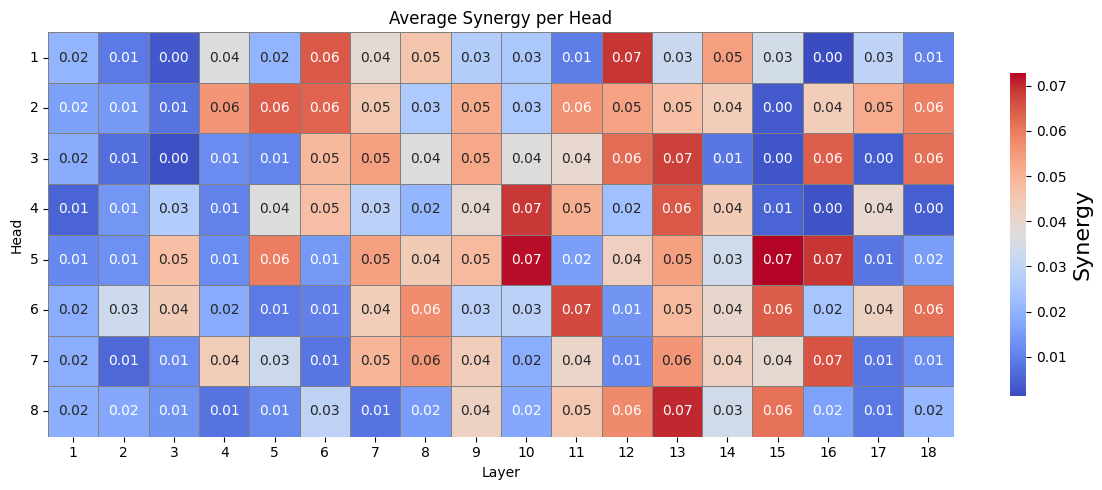 Average Synergy per Head
1 0.02 0.01 0.00 0.04 0.02 0.06 0.04 0.05 0.03 0.03 0.01 0.07 0.03 0.05 0.03 0.00 0.03 0.01
2 0.02 0.01 0.01 0.06 0.06 0.06 0.05 0.03 0.05 0.03 0.06 0.05 0.05 0.04 0.00 0.04 0.05 0.06
3 0.02 0.01 0.00 0.01 0.01 0.05 0.05 0.04 0.05 0.04 0.04 0.06 0.07 0.01 0.00 0.06 0.00 0.06
4 0.01 0.01 0.03 0.01 0.04 0.05 0.03 0.02 0.04 0.07 0.05 0.02 0.06 0.04 0.01 0.00 0.04 0.00
5 0.01 0.01 0.05 0.01 0.06 0.01 0.05 0.04 0.05 0.07 0.02 0.04 0.05 0.03 0.07 0.07 0.01 0.02
6 0.02 0.03 0.04 0.02 0.01 0.01 0.04 0.06 0.03 0.03 0.07 0.01 0.05 0.04 0.06 0.02 0.04 0.06
7 0.02 0.01 0.01 0.04 0.03 0.01 0.05 0.06 0.04 0.02 0.04 0.01 0.06 0.04 0.04 0.07 0.01 0.01
8 0.02 0.02 0.01 0.01 0.01 0.03 0.01 0.02 0.04 0.02 0.05 0.06 0.07 0.03 0.06 0.02 0.01 0.02
1 2 3 4 5 6 7 8 9 10 11 12 13 14 15 16 17 18
Layer
Head
0.07
0.06
0.05
0.04
0.03
0.02
0.01
Synergy